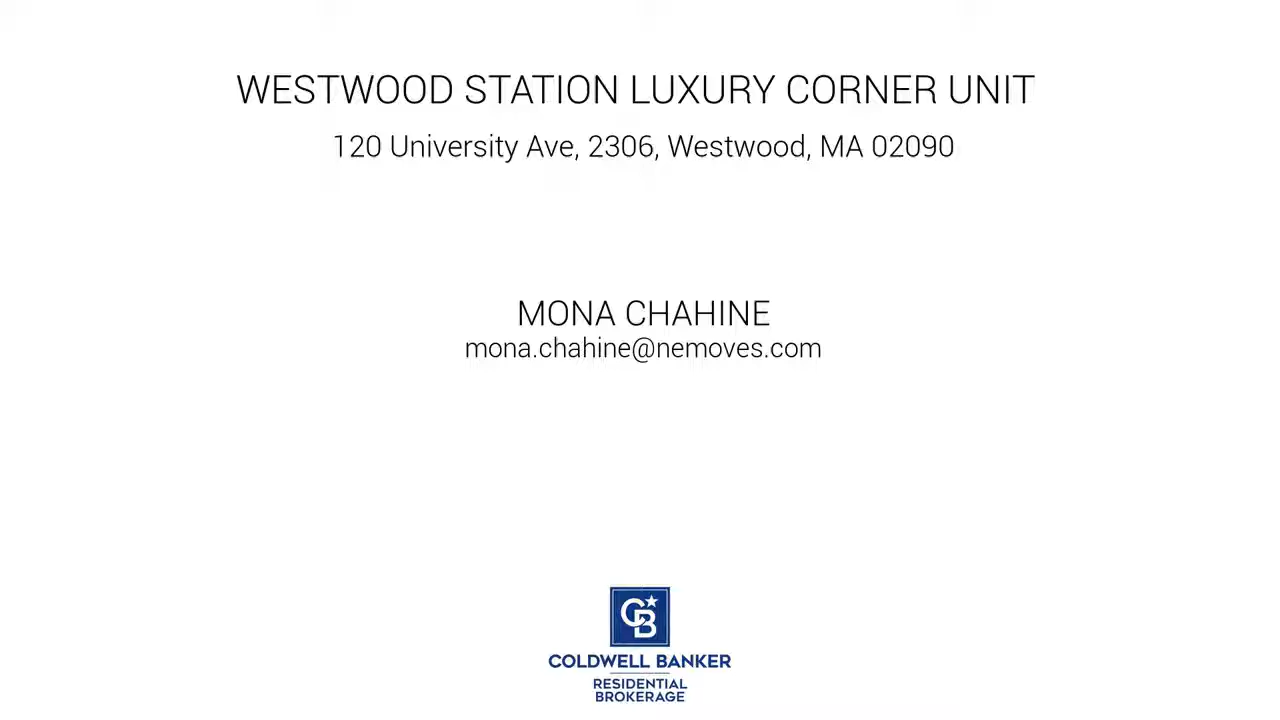 WESTWOOD STATION LUXURY CORNER UNIT
120 University Ave, 2306, Westwood, MA 02090
MONA CHAHINE
mona.chahine@nemoves.com
CB
COLDWELL BANKER
RESIDENTIAL
BROKERAGE